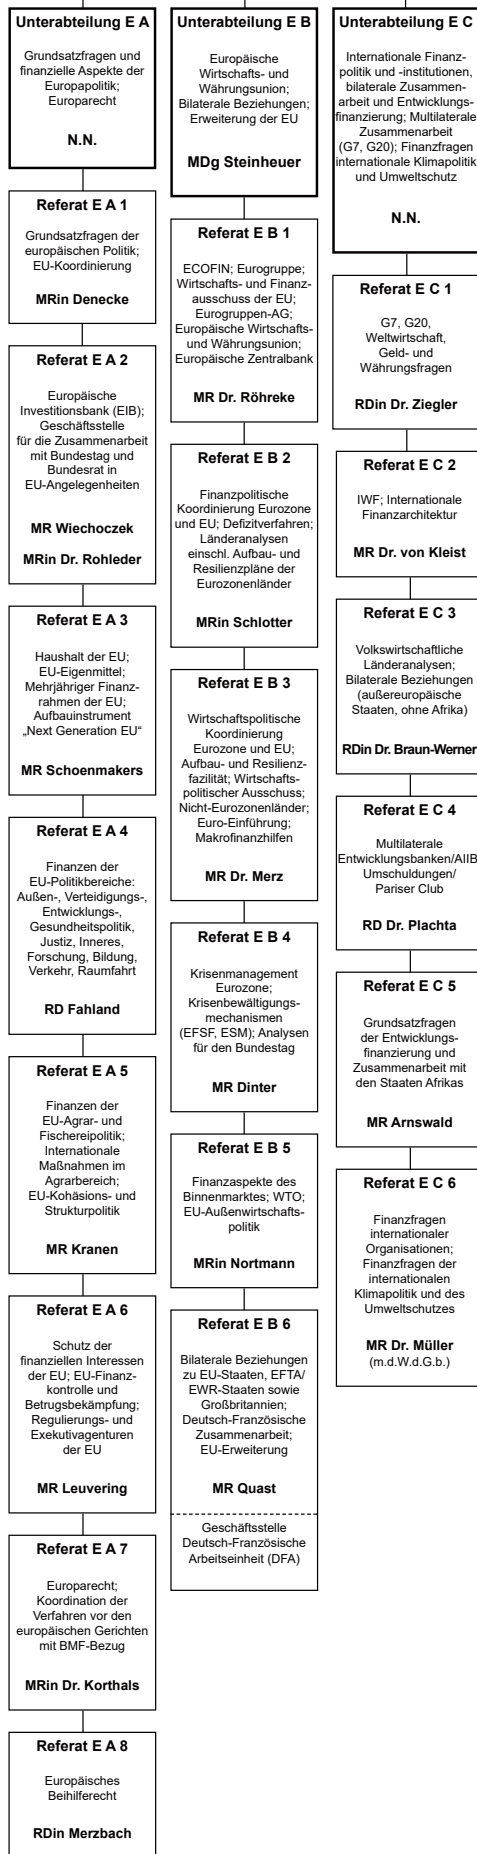 Unterabteilung E A
Grundsatzfragen und
finanzielle Aspekte der
Europapolitik;
Europarecht
N.N.
Referat E A 1
Grundsatzfragen der
europäischen Politik;
EU-Koordinierung
MRin Denecke
Referat E A 2
Europäische
Investitionsbank (EIB);
Geschäftsstelle
für die Zusammenarbeit
mit Bundestag und
Bundesrat in
EU-Angelegenheiten
MR Wiechoczek
MRin Dr. Rohleder
Referat E A 3
Haushalt der EU;
EU-Eigenmittel;
Mehrjähriger Finanz-
rahmen der EU;
Aufbauinstrument
„Next Generation EU“
MR Schoenmakers
Referat E A 4
Finanzen der
EU-Politikbereiche:
Außen-, Verteidigungs-,
Entwicklungs-,
Gesundheitspolitik,
Justiz, Inneres,
Forschung, Bildung,
Verkehr, Raumfahrt
RD Fahland
Referat E A 5
Finanzen der
EU-Agrar- und
Fischereipolitik;
Internationale
Maßnahmen im
Agrarbereich;
EU-Kohäsions- und
Strukturpolitik
MR Kranen
Referat E A 6
Schutz der
finanziellen Interessen
der EU; EU-Finanz-
kontrolle und
Betrugsbekämpfung;
Regulierungs- und
Exekutivagenturen
der EU
MR Leuvering
Referat E A 7
Europarecht;
Koordination der
Verfahren vor den
europäischen Gerichten
mit BMF-Bezug
MRin Dr. Korthals
Referat E A 8
Europäisches
Beihilferecht
RDin Merzbach
Unterabteilung E B
Europäische
Wirtschafts- und
Währungsunion;
Bilaterale Beziehungen;
Erweiterung der EU
MDg Steinheuer
Referat E B 1
ECOFIN; Eurogruppe;
Wirtschafts- und Finanz-
ausschuss der EU;
Eurogruppen-AG;
Europäische Wirtschafts-
und Währungsunion;
Europäische Zentralbank
MR Dr. Röhreke
Referat E B 2
Finanzpolitische
Koordinierung Eurozone
und EU; Defizitverfahren;
Länderanalysen
einschl. Aufbau- und
Resilienzpläne der
Eurozonenländer
MRin Schlotter
Referat E B 3
Wirtschaftspolitische
Koordinierung
Eurozone und EU;
Aufbau- und Resilienz-
fazilität; Wirtschafts-
politischer Ausschuss;
Nicht-Eurozonenländer;
Euro-Einführung;
Makrofinanzhilfen
MR Dr. Merz
Referat E B 4
Krisenmanagement
Eurozone;
Krisenbewältigungs-
mechanismen
(EFSF, ESM); Analysen
für den Bundestag
MR Dinter
Referat E B 5
Finanzaspekte des
Binnenmarktes; WTO;
EU-Außenwirtschafts-
politik
MRin Nortmann
Referat E B 6
Bilaterale Beziehungen
zu EU-Staaten, EFTA/
EWR-Staaten sowie
Großbritannien;
Deutsch-Französische
Zusammenarbeit;
EU-Erweiterung
MR Quast
Geschäftsstelle
Deutsch-Französische
Arbeitseinheit (DFA)
Unterabteilung E C
Internationale Finanz-
politik und -institutionen,
bilaterale Zusammen-
arbeit und Entwicklungs-
finanzierung; Multilaterale
Zusammenarbeit
(G7, G20); Finanzfragen
internationale Klimapolitik
und Umweltschutz
N.N.
Referat E C 1
G7, G20,
Weltwirtschaft,
Geld- und
Währungsfragen
RDin Dr. Ziegler
Referat E C 2
IWF; Internationale
Finanzarchitektur
MR Dr. von Kleist
Referat E C 3
Volkswirtschaftliche
Länderanalysen;
Bilaterale Beziehungen
(außereuropäische
Staaten, ohne Afrika)
RDin Dr. Braun-Werner
Referat E C 4
Multilaterale
Entwicklungsbanken/AIIB
Umschuldungen/
Pariser Club
RD Dr. Plachta
Referat E C 5
Grundsatzfragen
der Entwicklungs-
finanzierung und
Zusammenarbeit mit
den Staaten Afrikas
MR Arnswald
Referat E C 6
Finanzfragen
internationaler
Organisationen;
Finanzfragen der
internationalen
Klimapolitik und des
Umweltschutzes
MR Dr. Müller
(m.d.W.d.G.b.)